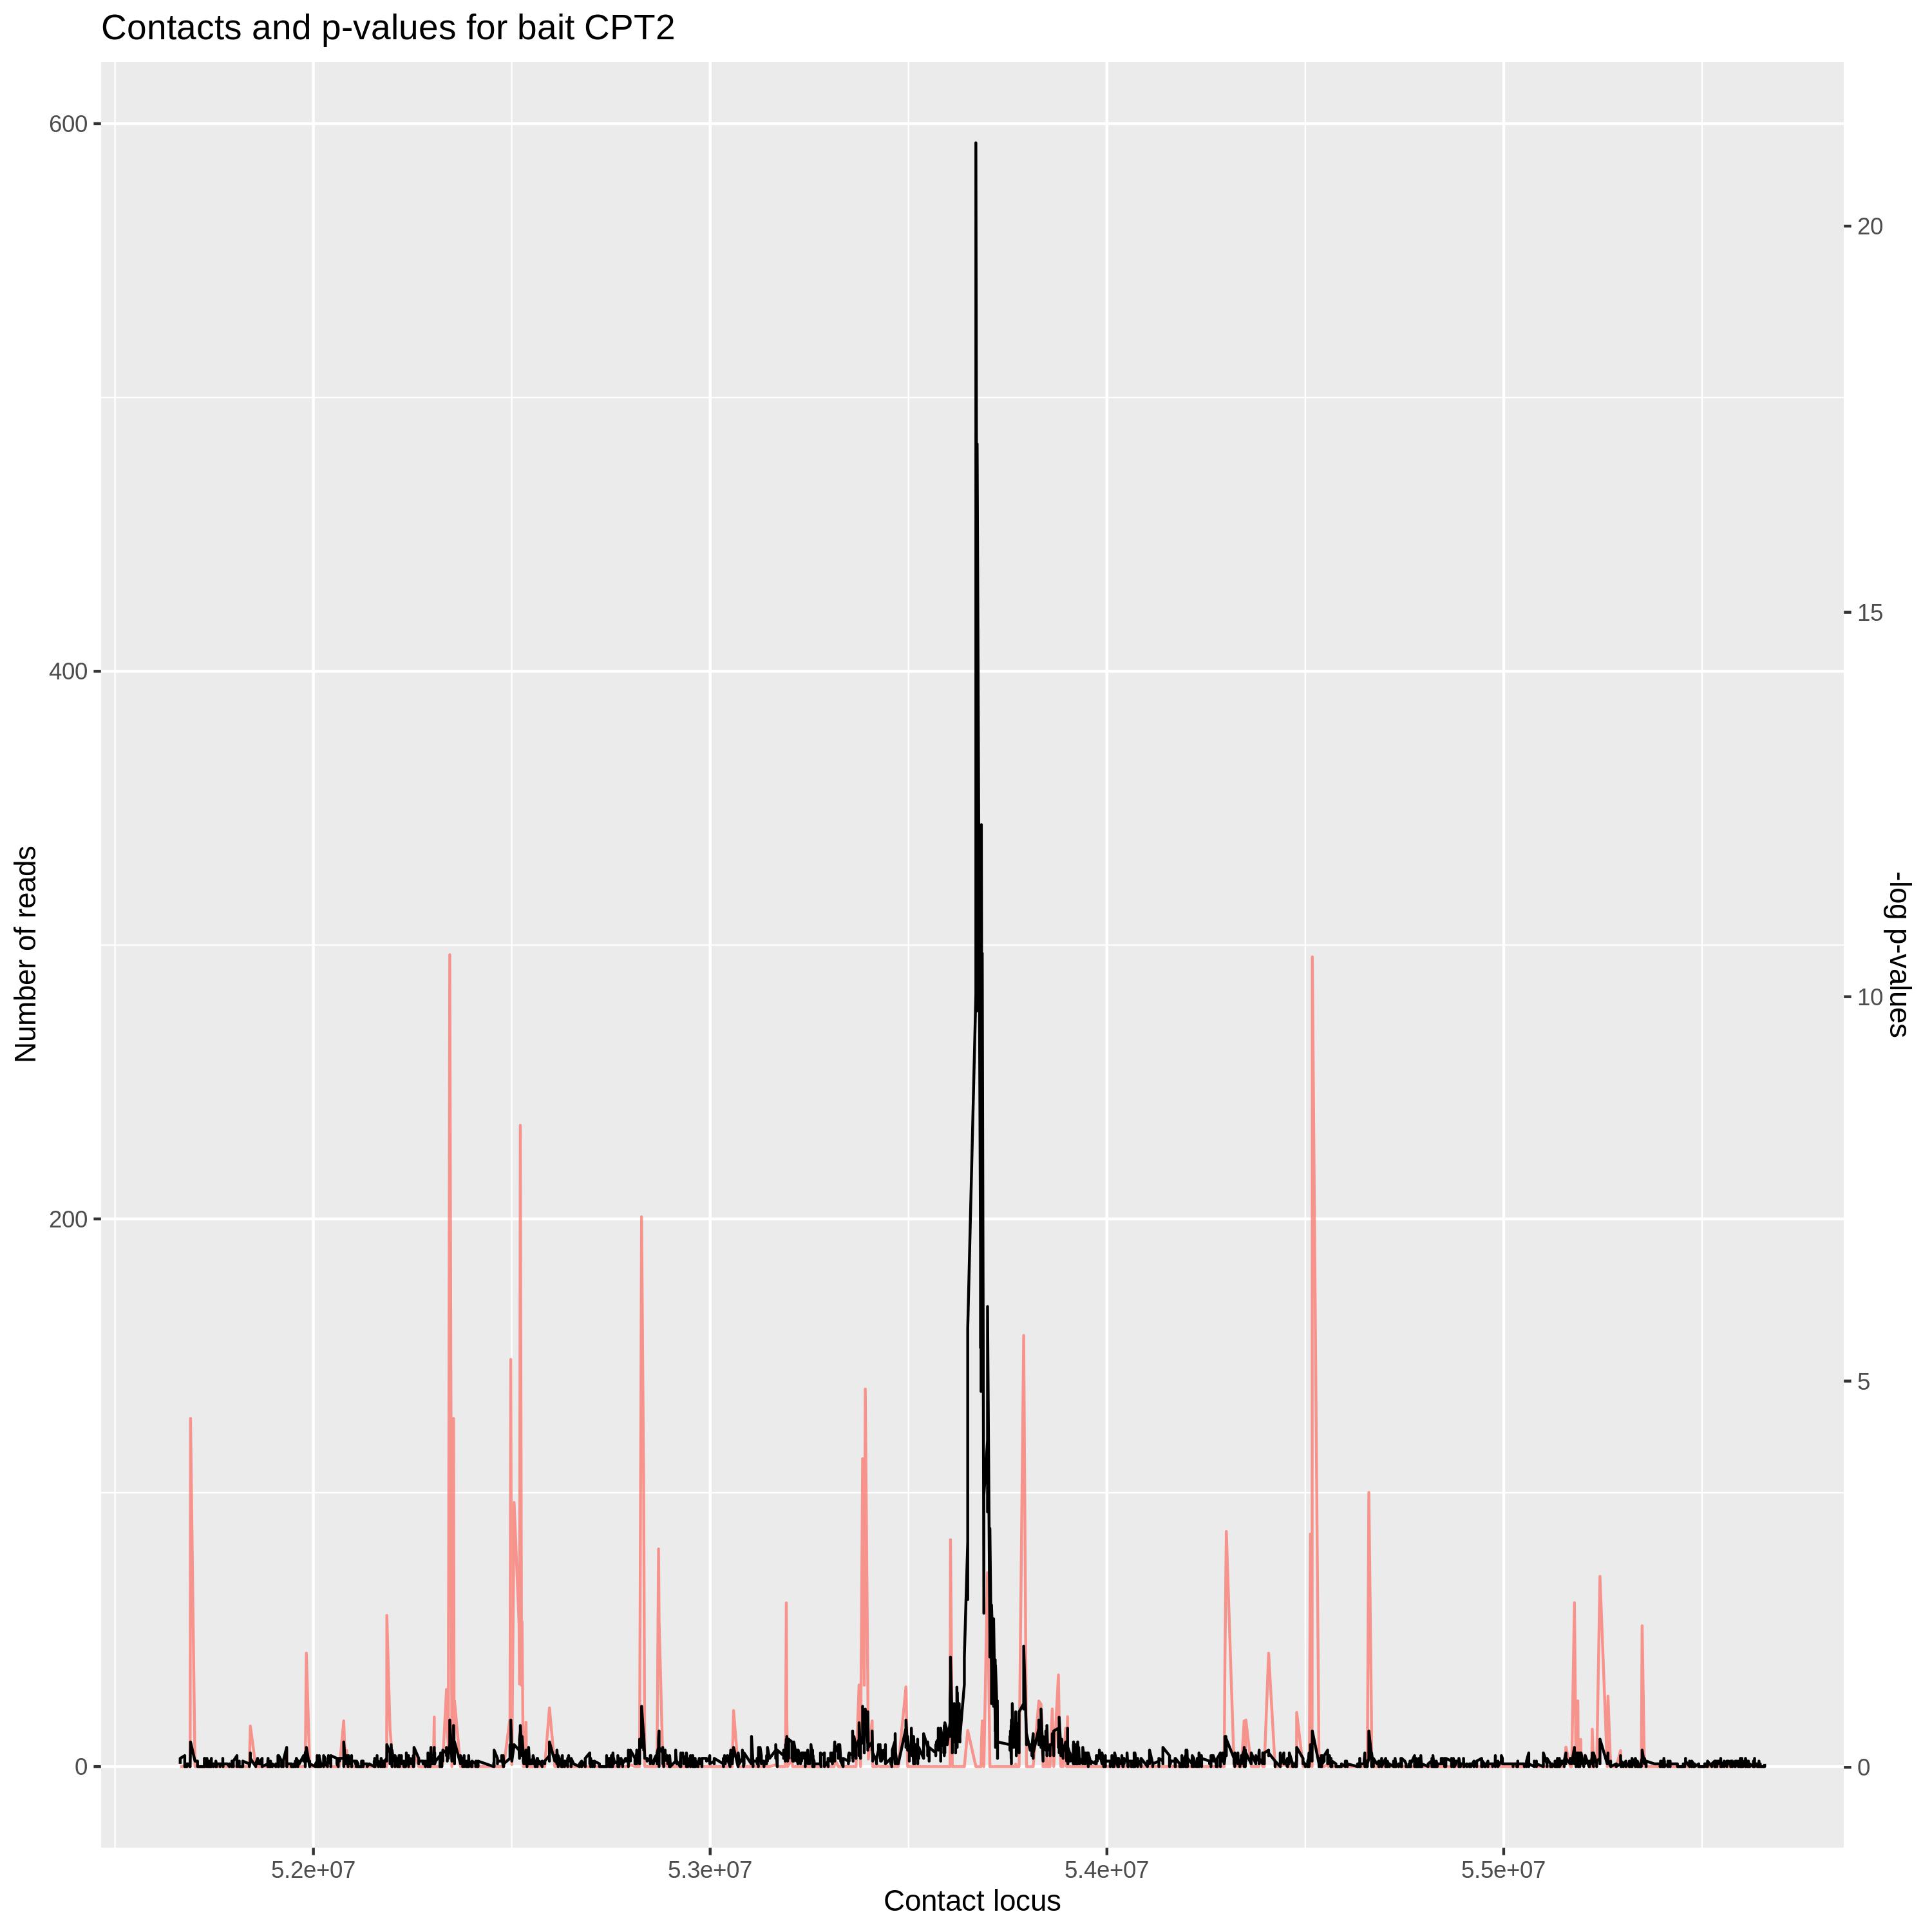 Contacts and p-values for bait CPT2
600
400
200
0
20
15
10
5
0
Number of reads
-log p-values
5.2e+07 5.3e+07 5.4e+07 5.5e+07
Contact locus